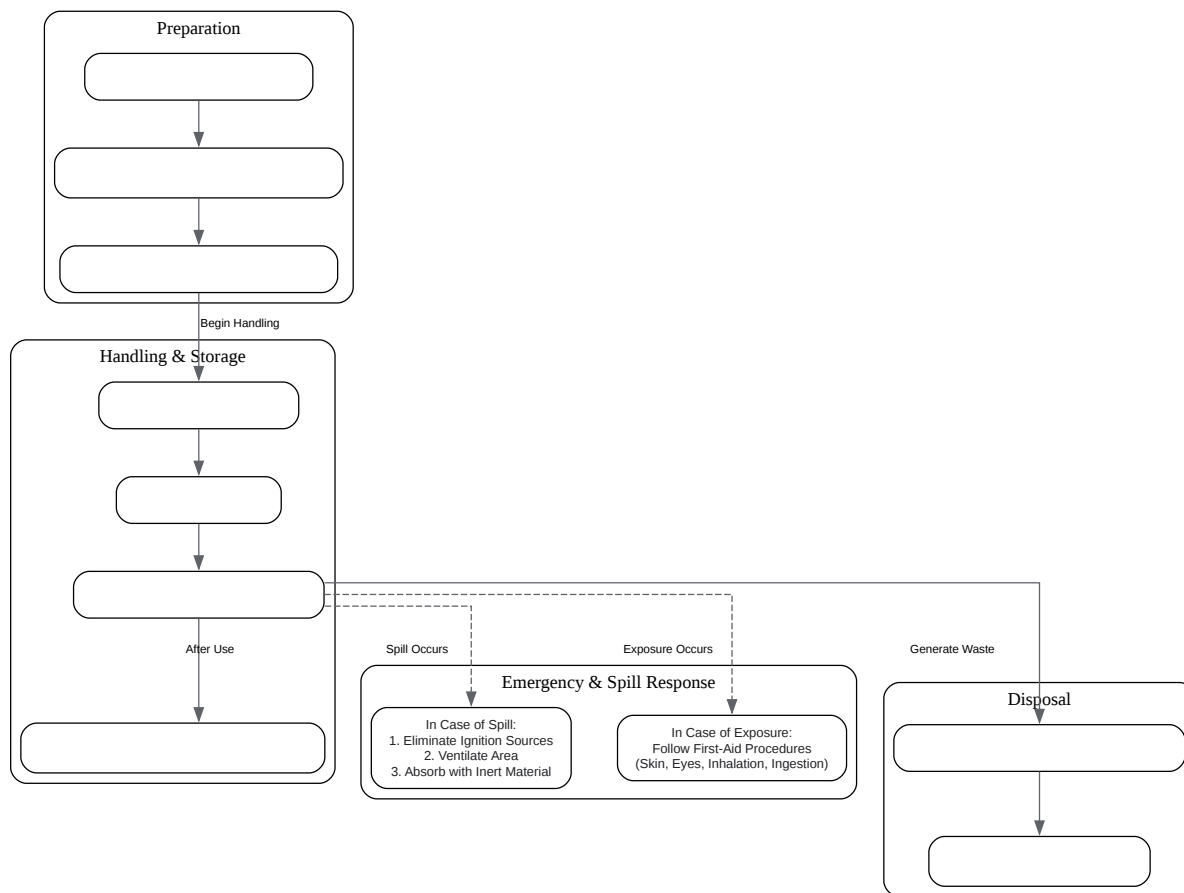 Preparation
Begin Handling
Handling & Storage
After Use
Spill Occurs
Exposure Occurs
Generate Waste
Emergency & Spill Response
In Case of Spill:
1. Eliminate Ignition Sources
2. Ventilate Area
3. Absorb with Inert Material
In Case of Exposure:
Follow First-Aid Procedures
(Skin, Eyes, Inhalation, Ingestion)
Disposal